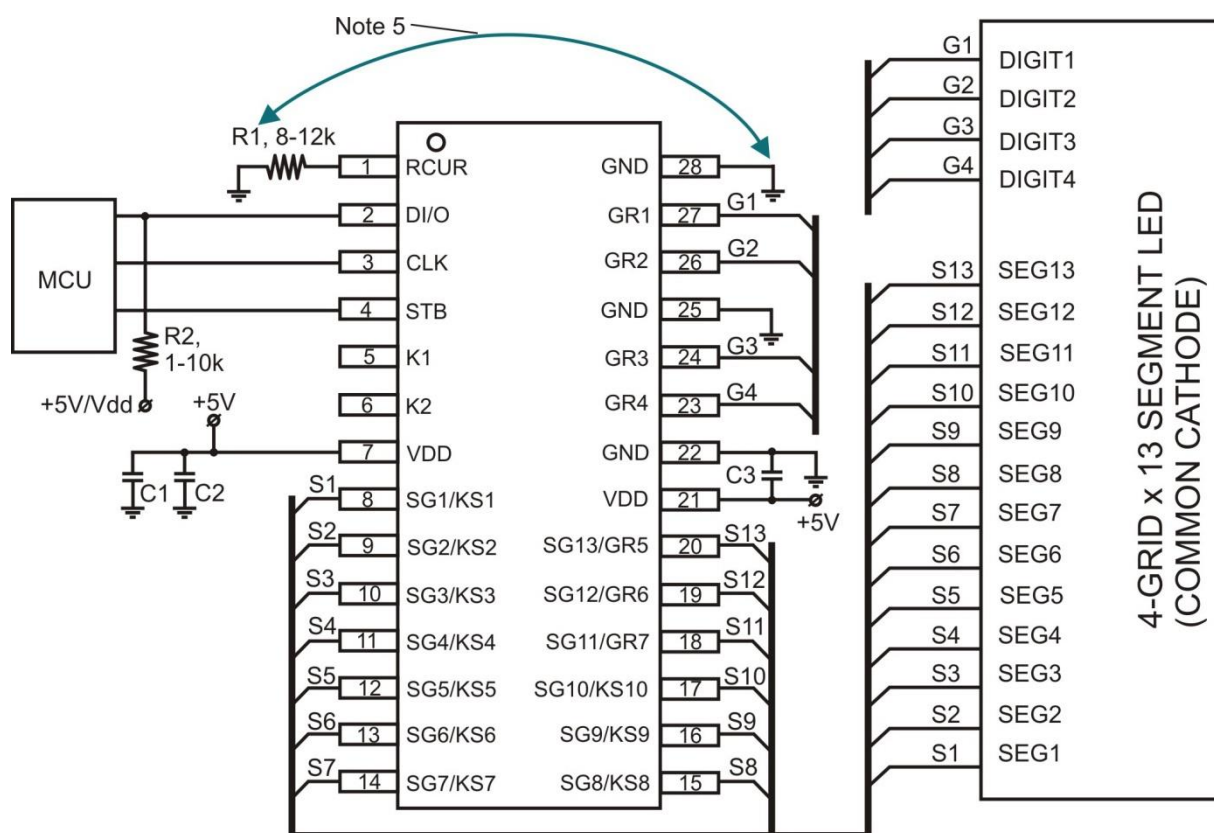 Note 5
R1, 8-12k
MCU
R2,
1-10k
+5V/Vdd
+5V
C1
C2
1 RCUR
2 DI/O
3 CLK
4 STB
5 K1
6 K2
7 VDD
S1 8 SG1/KS1
S2 9 SG2/KS2
S3 10 SG3/KS3
S4 11 SG4/KS4
S5 12 SG5/KS5
S6 13 SG6/KS6
S7 14 SG7/KS7
GND 28
GR1 27 G1
GR2 26 G2
GND 25
GR3 24 G3
GR4 23 G4
GND 22
C3
VDD 21
+5V
SG13/GR5 20 S13
SG12/GR6 19 S12
SG11/GR7 18 S11
SG10/KS10 17 S10
SG9/KS9 16 S9
SG8/KS8 15 S8
G1 DIGIT1
G2 DIGIT2
G3 DIGIT3
G4 DIGIT4
S13 SEG13
S12 SEG12
S11 SEG11
S10 SEG10
S9 SEG9
S8 SEG8
S7 SEG7
S6 SEG6
S5 SEG5
S4 SEG4
S3 SEG3
S2 SEG2
S1 SEG1
4-GRID x 13 SEGMENT LED
(COMMON CATHODE)